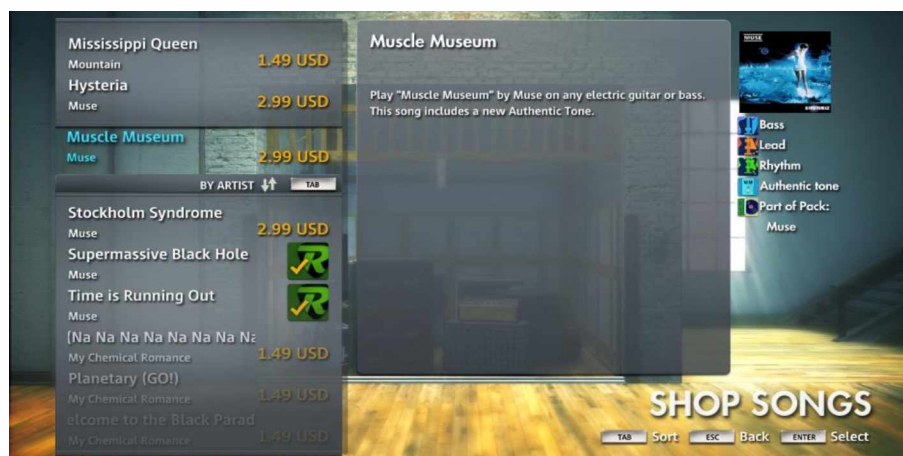 Mississippi Queen
Mountain
1.49 USD
Hysteria
Muse
2.99 USD
Muscle Museum
Muse
2.99 USD
BY ARTIST
TAB
Stockholm Syndrome
Muse
2.99 USD
Supermassive Black Hole
Muse
Time is Running Out
Muse
(Na Na Na Na Na Na Na Na
My Chemical Romance
1.49 USD
Planetary (GO!)
My Chemical Romance
1.49 USD
elcome to the Black Parad
My Chemical Romance
1.49 USD
Muscle Museum
Play "Muscle Museum" by Muse on any electric guitar or bass.
This song includes a new Authentic Tone.
MUSE
SHOWBIZ
Bass
Lead
Rhythm
Authentic tone
Part of Pack:
Muse
SHOP SONGS
TAB Sort ESC Back ENTER Select